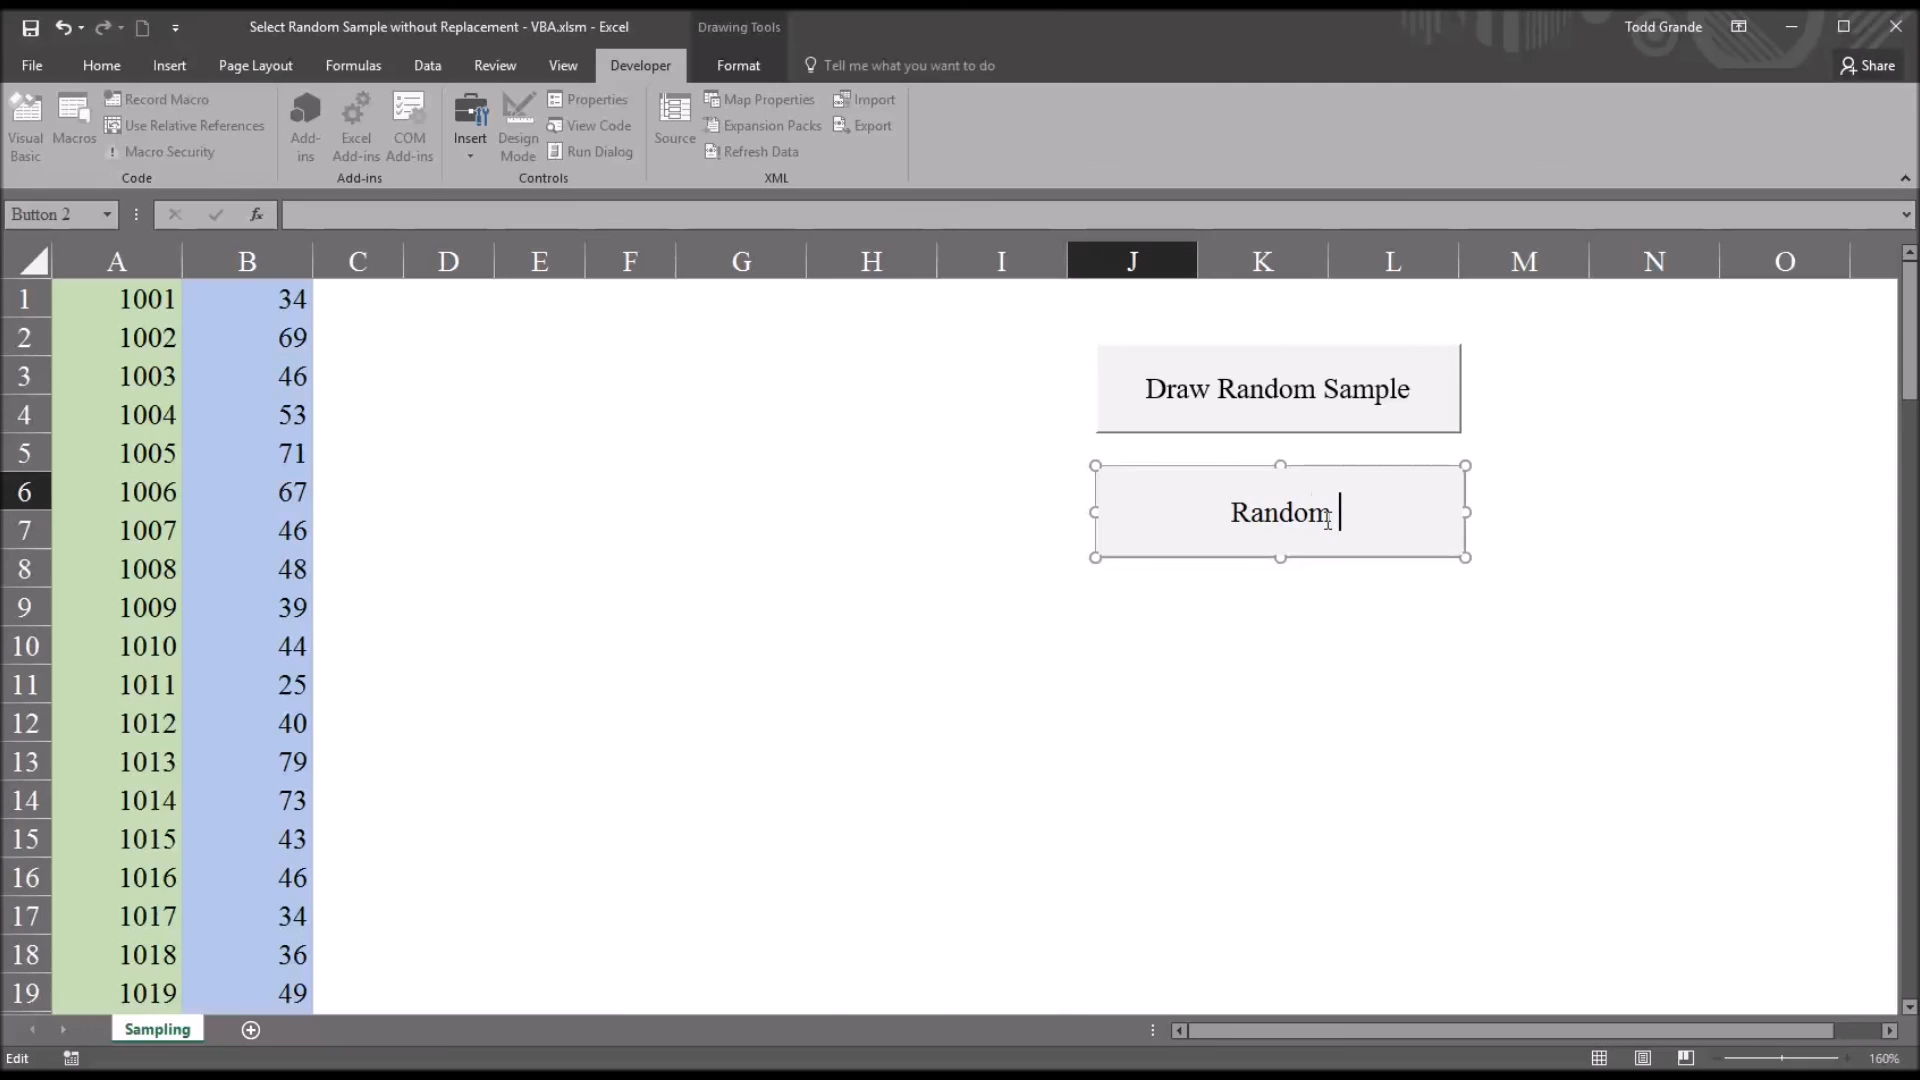 Select Random Sample without Replacement - VBA.xlsm - Excel
Drawing Tools
Todd Grande
File Home Insert Page Layout Formulas Data Review View Developer Format Tell me what you want to do Share
Visual Basic
Macros
Record Macro
Use Relative References
Macro Security
Code
Add-ins
Excel Add-ins
COM Add-ins
Add-ins
Insert
Design Mode
Properties
View Code
Run Dialog
Controls
Source
Map Properties
Expansion Packs
Refresh Data
Import
Export
XML
Button 2
fx
A B C D E F G H I J K L M N O
1 1001 34
2 1002 69
3 1003 46
4 1004 53
5 1005 71
6 1006 67
7 1007 46
8 1008 48
9 1009 39
10 1010 44
11 1011 25
12 1012 40
13 1013 79
14 1014 73
15 1015 43
16 1016 46
17 1017 34
18 1018 36
19 1019 49
Draw Random Sample
Random
Sampling
Edit
160%